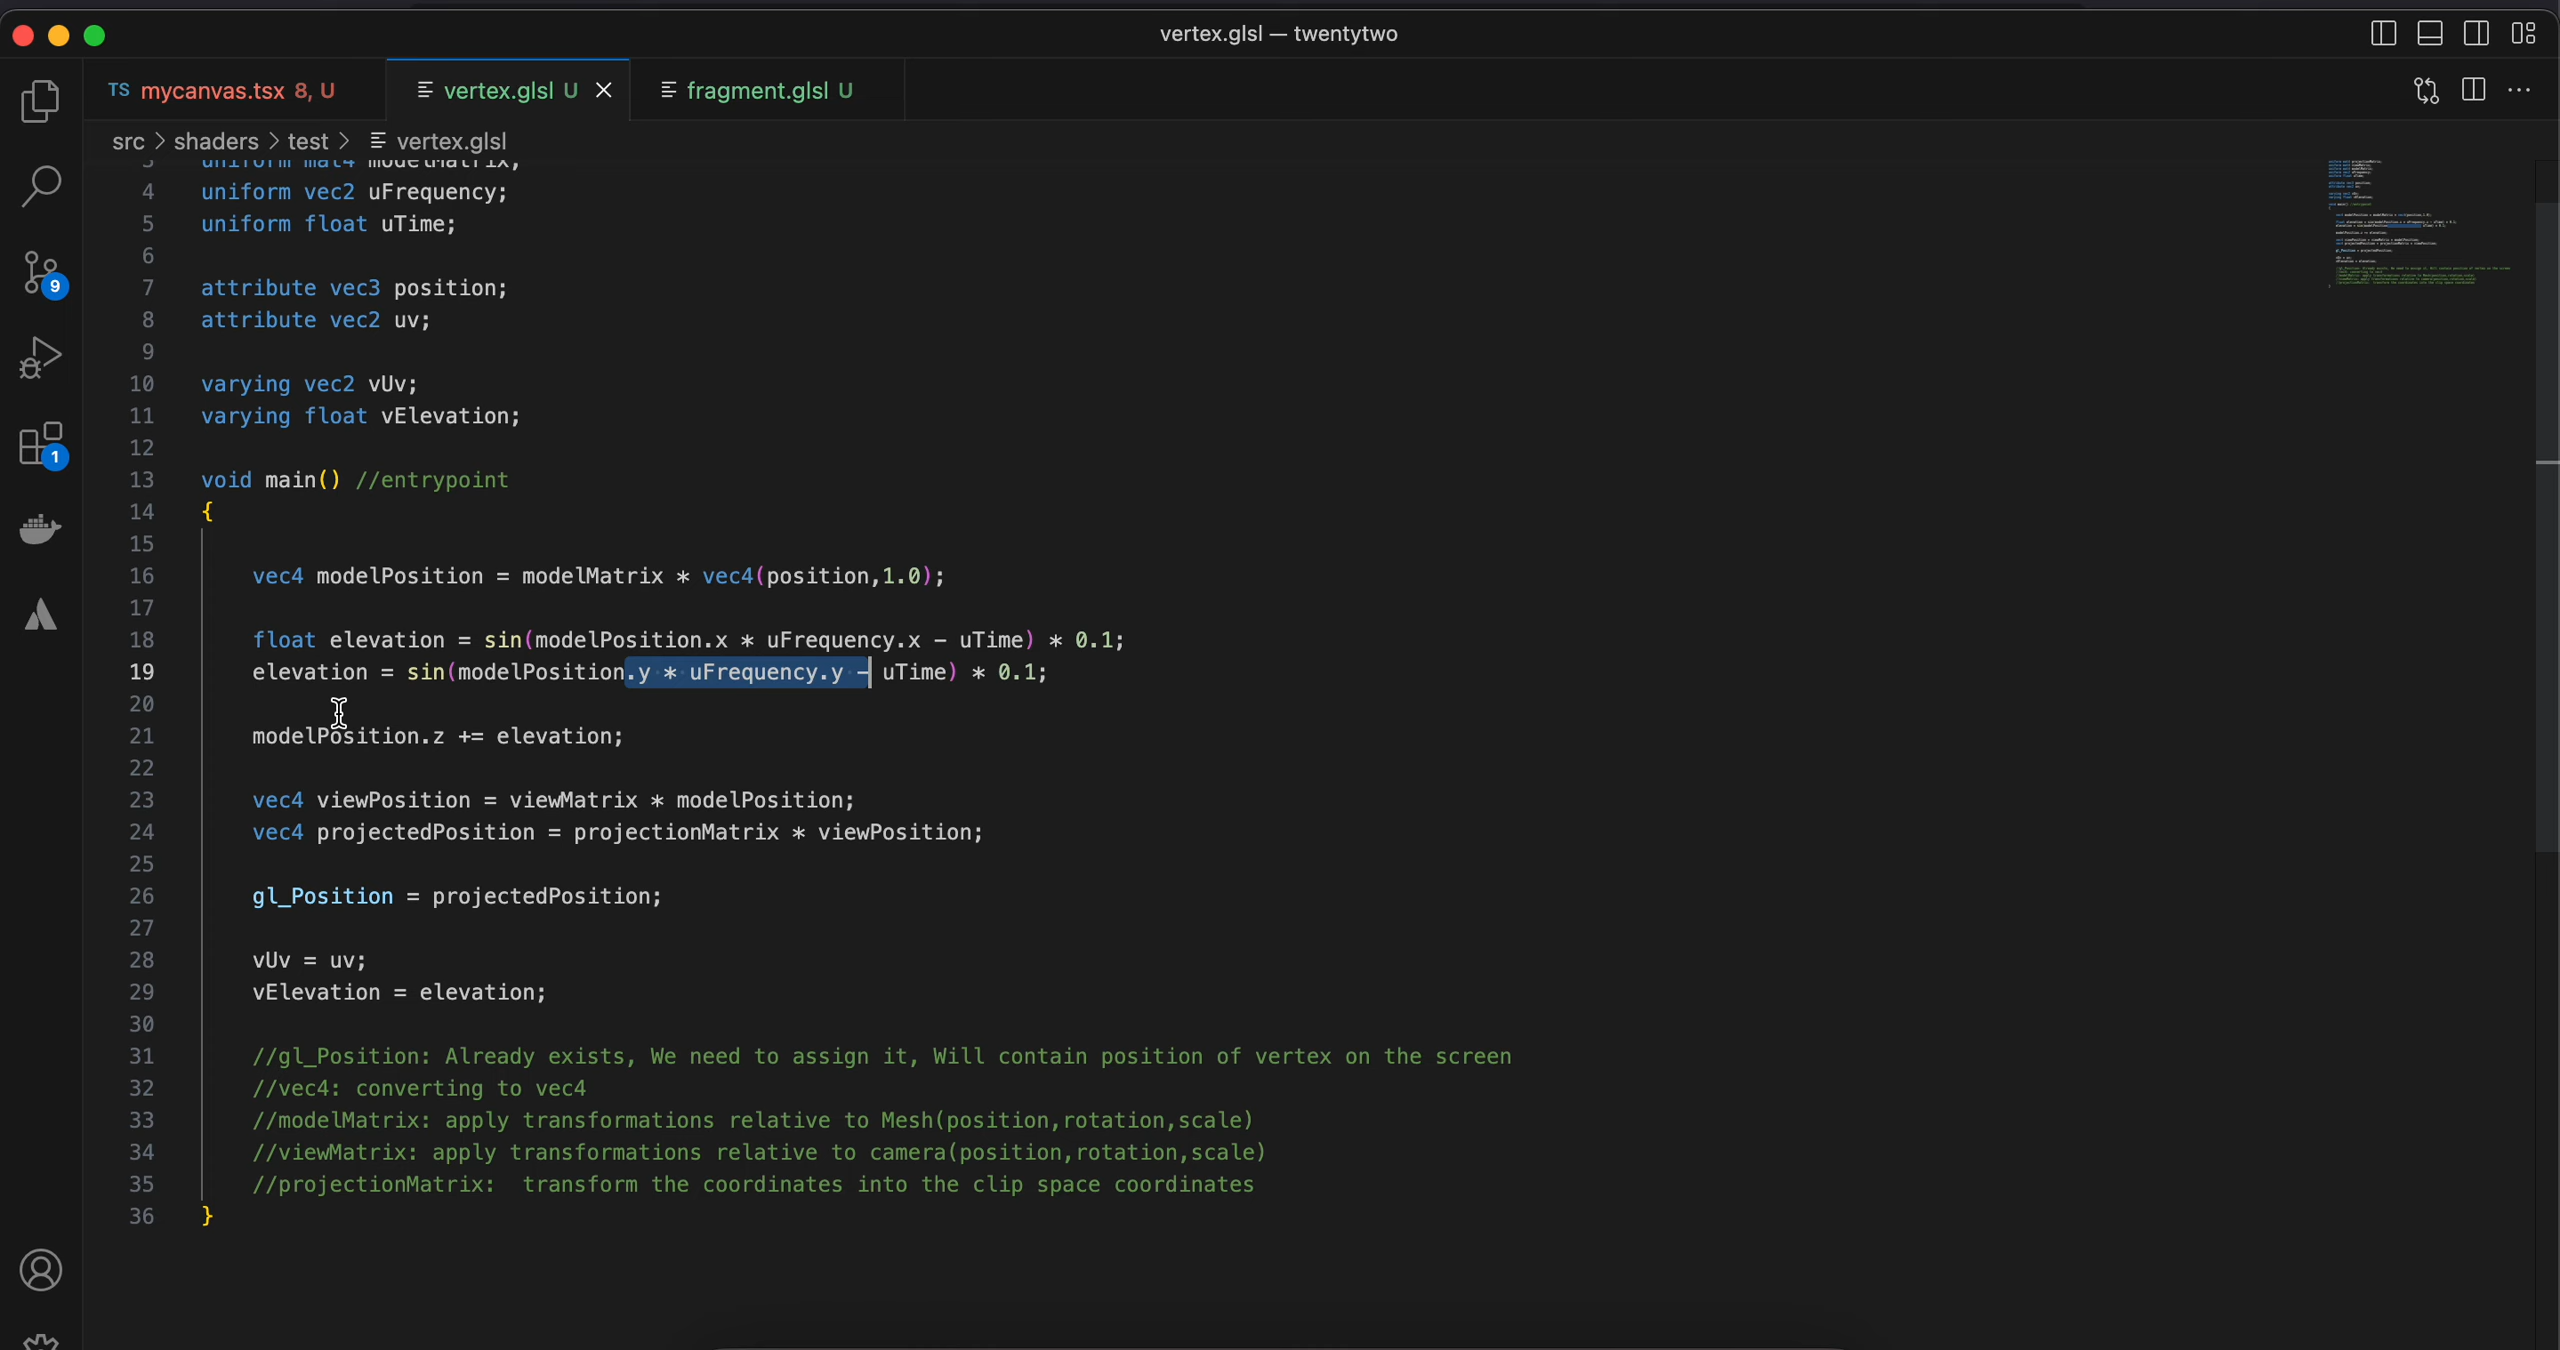 vertex.glsl — twentytwo
TS mycanvas.tsx 8, U
vertex.glsl U
fragment.glsl U
src > shaders > test > vertex.glsl
3 uniform mat4 modelMatrix;
4 uniform vec2 uFrequency;
5 uniform float uTime;
6
7 attribute vec3 position;
8 attribute vec2 uv;
9
10 varying vec2 vUv;
11 varying float vElevation;
12
13 void main() //entrypoint
14 {
15
16 vec4 modelPosition = modelMatrix * vec4(position,1.0);
17
18 float elevation = sin(modelPosition.x * uFrequency.x - uTime) * 0.1;
19 elevation = sin(modelPosition.y * uFrequency.y - uTime) * 0.1;
20
21 modelPosition.z += elevation;
22
23 vec4 viewPosition = viewMatrix * modelPosition;
24 vec4 projectedPosition = projectionMatrix * viewPosition;
25
26 gl_Position = projectedPosition;
27
28 vUv = uv;
29 vElevation = elevation;
30
31 //gl_Position: Already exists, We need to assign it, Will contain position of vertex on the screen
32 //vec4: converting to vec4
33 //modelMatrix: apply transformations relative to Mesh(position,rotation,scale)
34 //viewMatrix: apply transformations relative to camera(position,rotation,scale)
35 //projectionMatrix:  transform the coordinates into the clip space coordinates
36 }
9
1